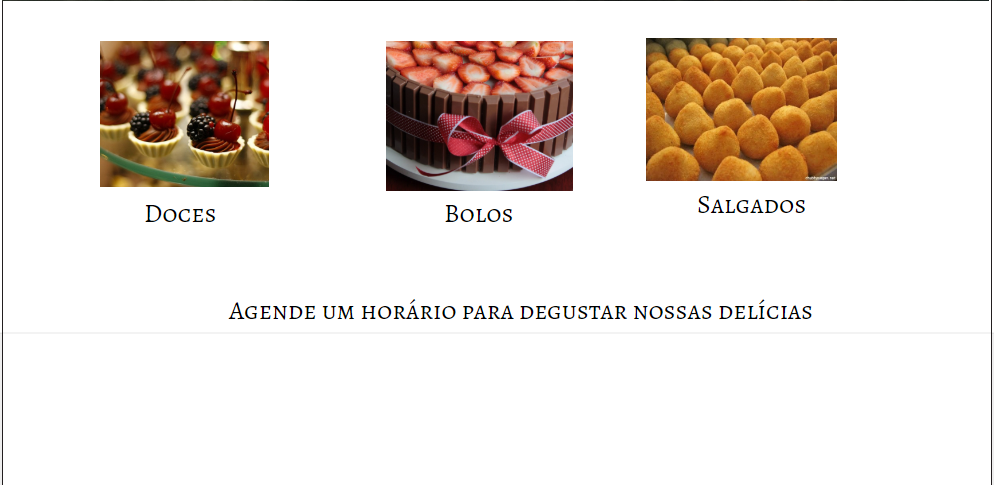 Doces
Bolos
Salgados
Agende um horário para degustar nossas delícias